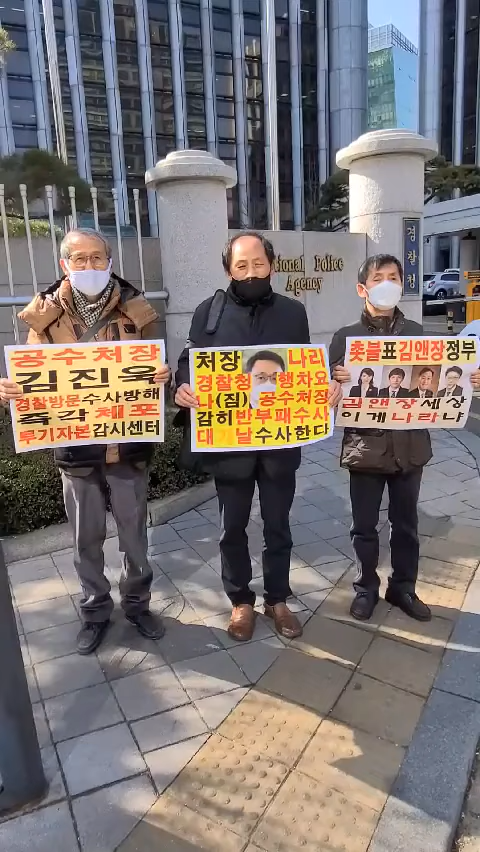 National Police
Agency
경찰청
공수처장
김진욱
경찰방문수사방해
즉각체포
투기자본감시센터
처장 나리
경찰청 행차요
나(짐) 공수처장
감히 반부패수사
대 날수사한다
촛불표김앤장정부
김앤장세상
이게나라냐